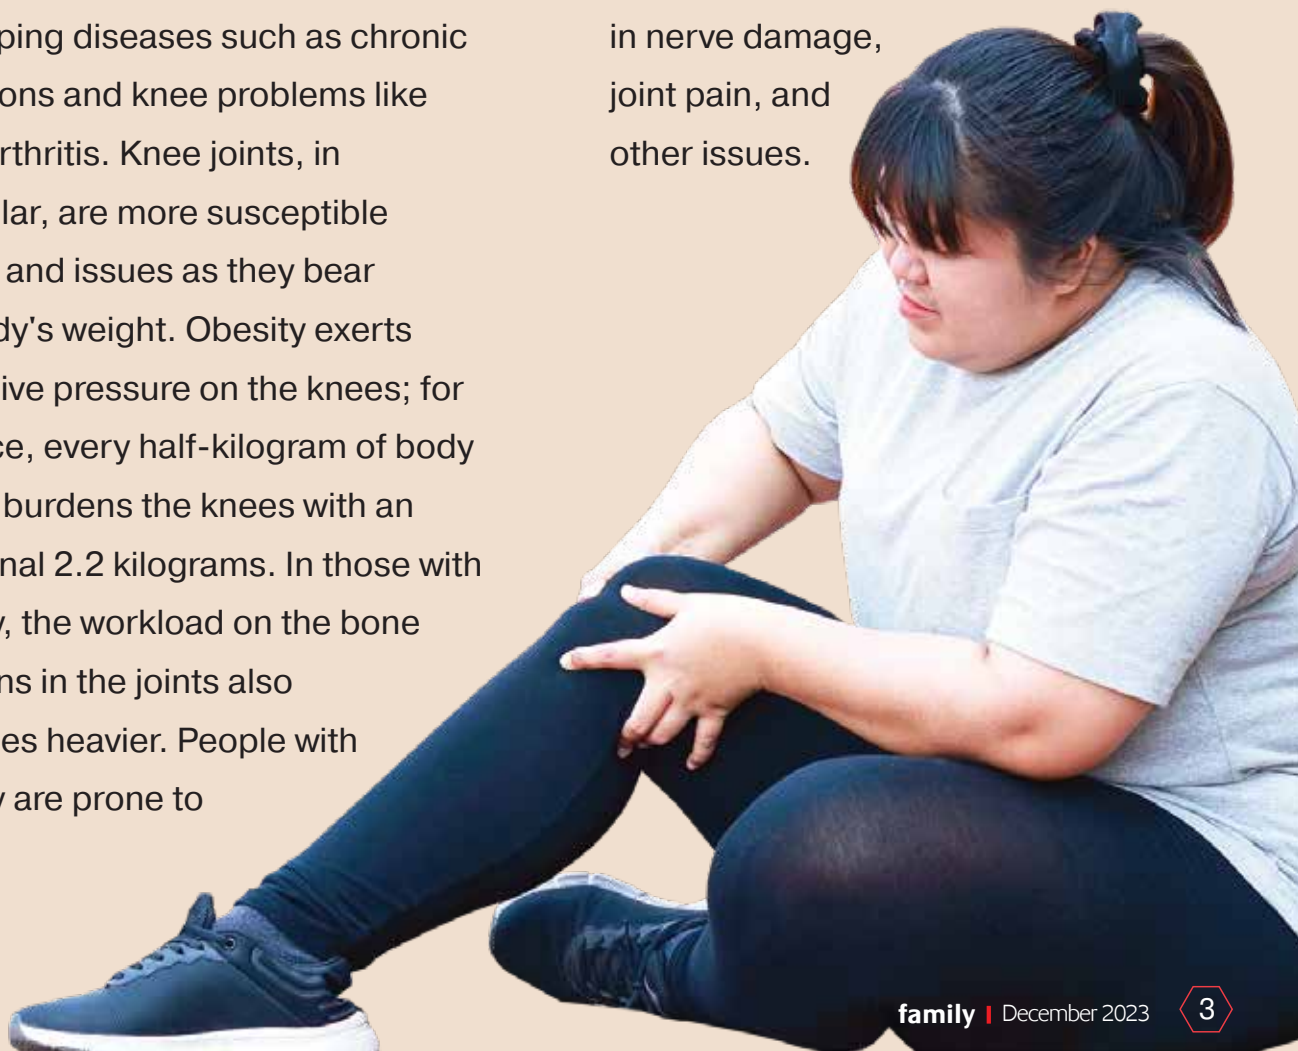 ping diseases such as chronic
ons and knee problems like
rthritis. Knee joints, in
lar, are more susceptible
and issues as they bear
dy's weight. Obesity exerts
ive pressure on the knees; for
ce, every half-kilogram of body
burdens the knees with an
nal 2.2 kilograms. In those with
y, the workload on the bone
ns in the joints also
es heavier. People with
y are prone to
in nerve damage,
joint pain, and
other issues.
family | December 2023 3